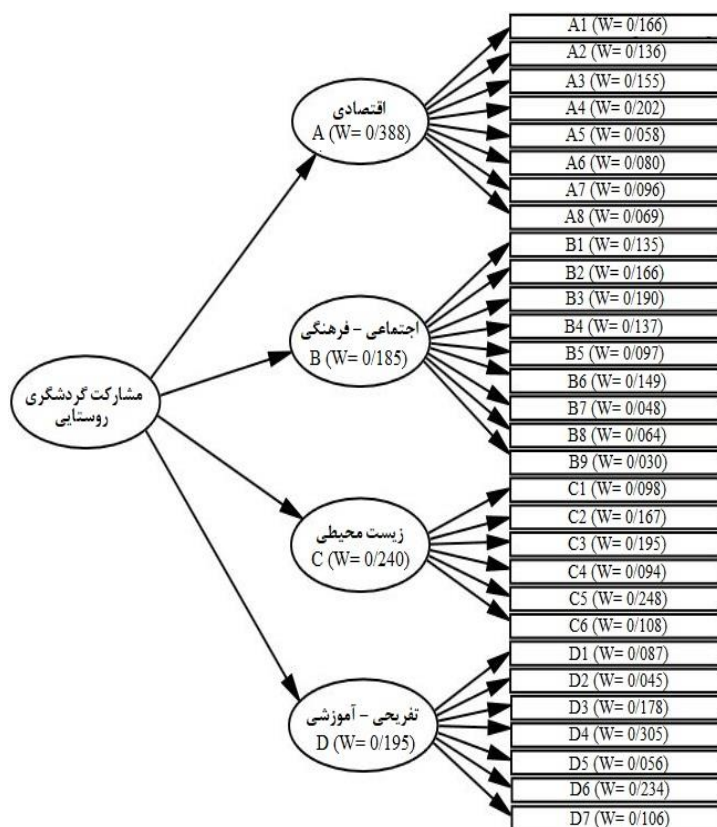 A1 (W= 0/166)
A2 (W= 0/136)
A3 (W= 0/155)
A4 (W= 0/202)
A5 (W= 0/058)
A6 (W= 0/080)
A7 (W= 0/096)
A8 (W= 0/069)
B1 (W= 0/135)
B2 (W= 0/166)
B3 (W= 0/190)
B4 (W= 0/137)
B5 (W= 0/097)
B6 (W= 0/149)
B7 (W= 0/048)
B8 (W= 0/064)
B9 (W= 0/030)
C1 (W= 0/098)
C2 (W= 0/167)
C3 (W= 0/195)
C4 (W= 0/094)
C5 (W= 0/248)
C6 (W= 0/108)
D1 (W= 0/087)
D2 (W= 0/045)
D3 (W= 0/178)
D4 (W= 0/305)
D5 (W= 0/056)
D6 (W= 0/234)
D7 (W= 0/106)
اقتصادی
A (W= 0/388)
اجتماعی - فرهنگی
B (W= 0/185)
زیست محیطی
C (W= 0/240)
تفریحی - آموزشی
D (W= 0/195)
مشارکت گردشگری
روستایی